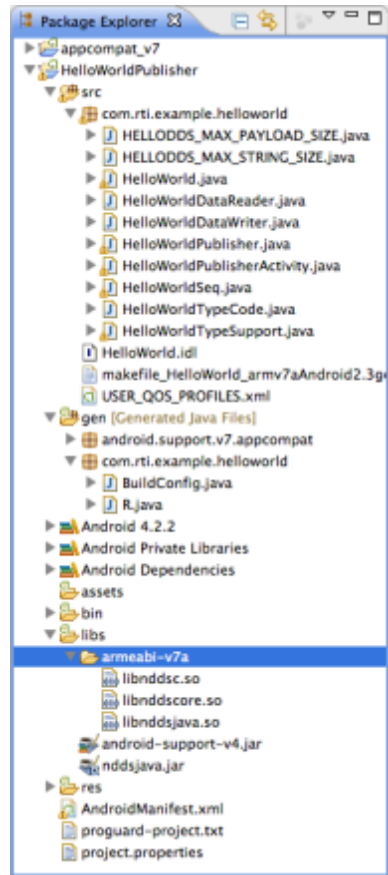 Package Explorer
appcompat_v7
HelloWorldPublisher
src
com.rti.example.helloworld
HELLODDS_MAX_PAYLOAD_SIZE.java
HELLODDS_MAX_STRING_SIZE.java
HelloWorld.java
HelloWorldDataReader.java
HelloWorldDataWriter.java
HelloWorldPublisher.java
HelloWorldPublisherActivity.java
HelloWorldSeq.java
HelloWorldTypeCode.java
HelloWorldTypeSupport.java
HelloWorld.idl
makefile_HelloWorld_armv7aAndroid2.3g
USER_QOS_PROFILES.xml
gen [Generated Java Files]
android.support.v7.appcompat
com.rti.example.helloworld
BuildConfig.java
R.java
Android 4.2.2
Android Private Libraries
Android Dependencies
assets
bin
libs
armeabi-v7a
libnddsc.so
libnddscore.so
libnddsjava.so
android-support-v4.jar
nddsjava.jar
res
AndroidManifest.xml
proguard-project.txt
project.properties